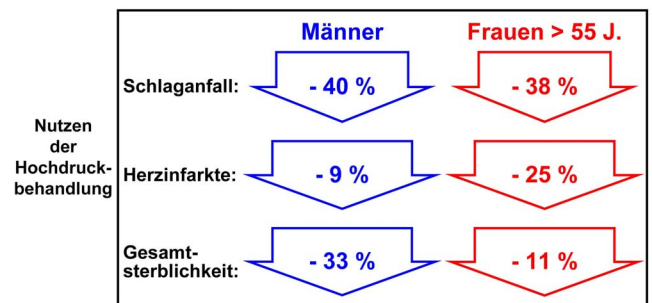 Männer Frauen > 55 J.
Schlaganfall: - 40 % - 38 %
Nutzen
der
Hochdruck-
behandlung
Herzinfarkte: - 9 % - 25 %
Gesamt-
sterblichkeit: - 33 % - 11 %